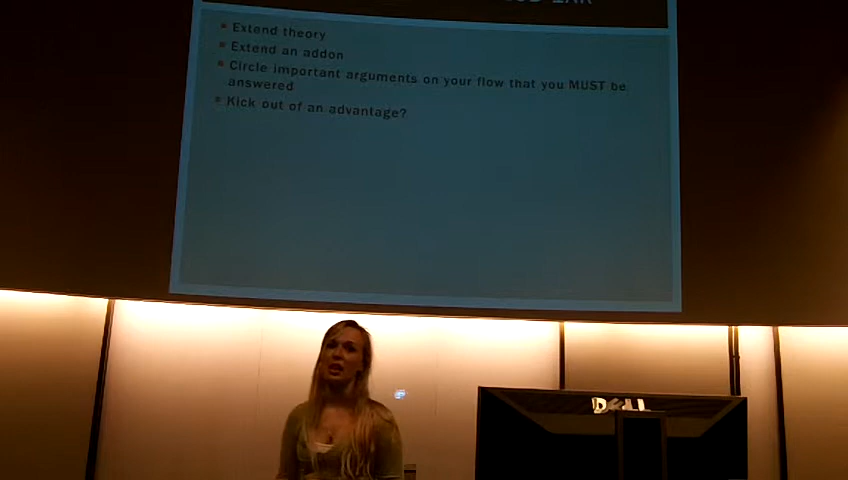 1AR
Extend theory
Extend an addon
Circle important arguments on your flow that you MUST be
answered
Kick out of an advantage?
DELL